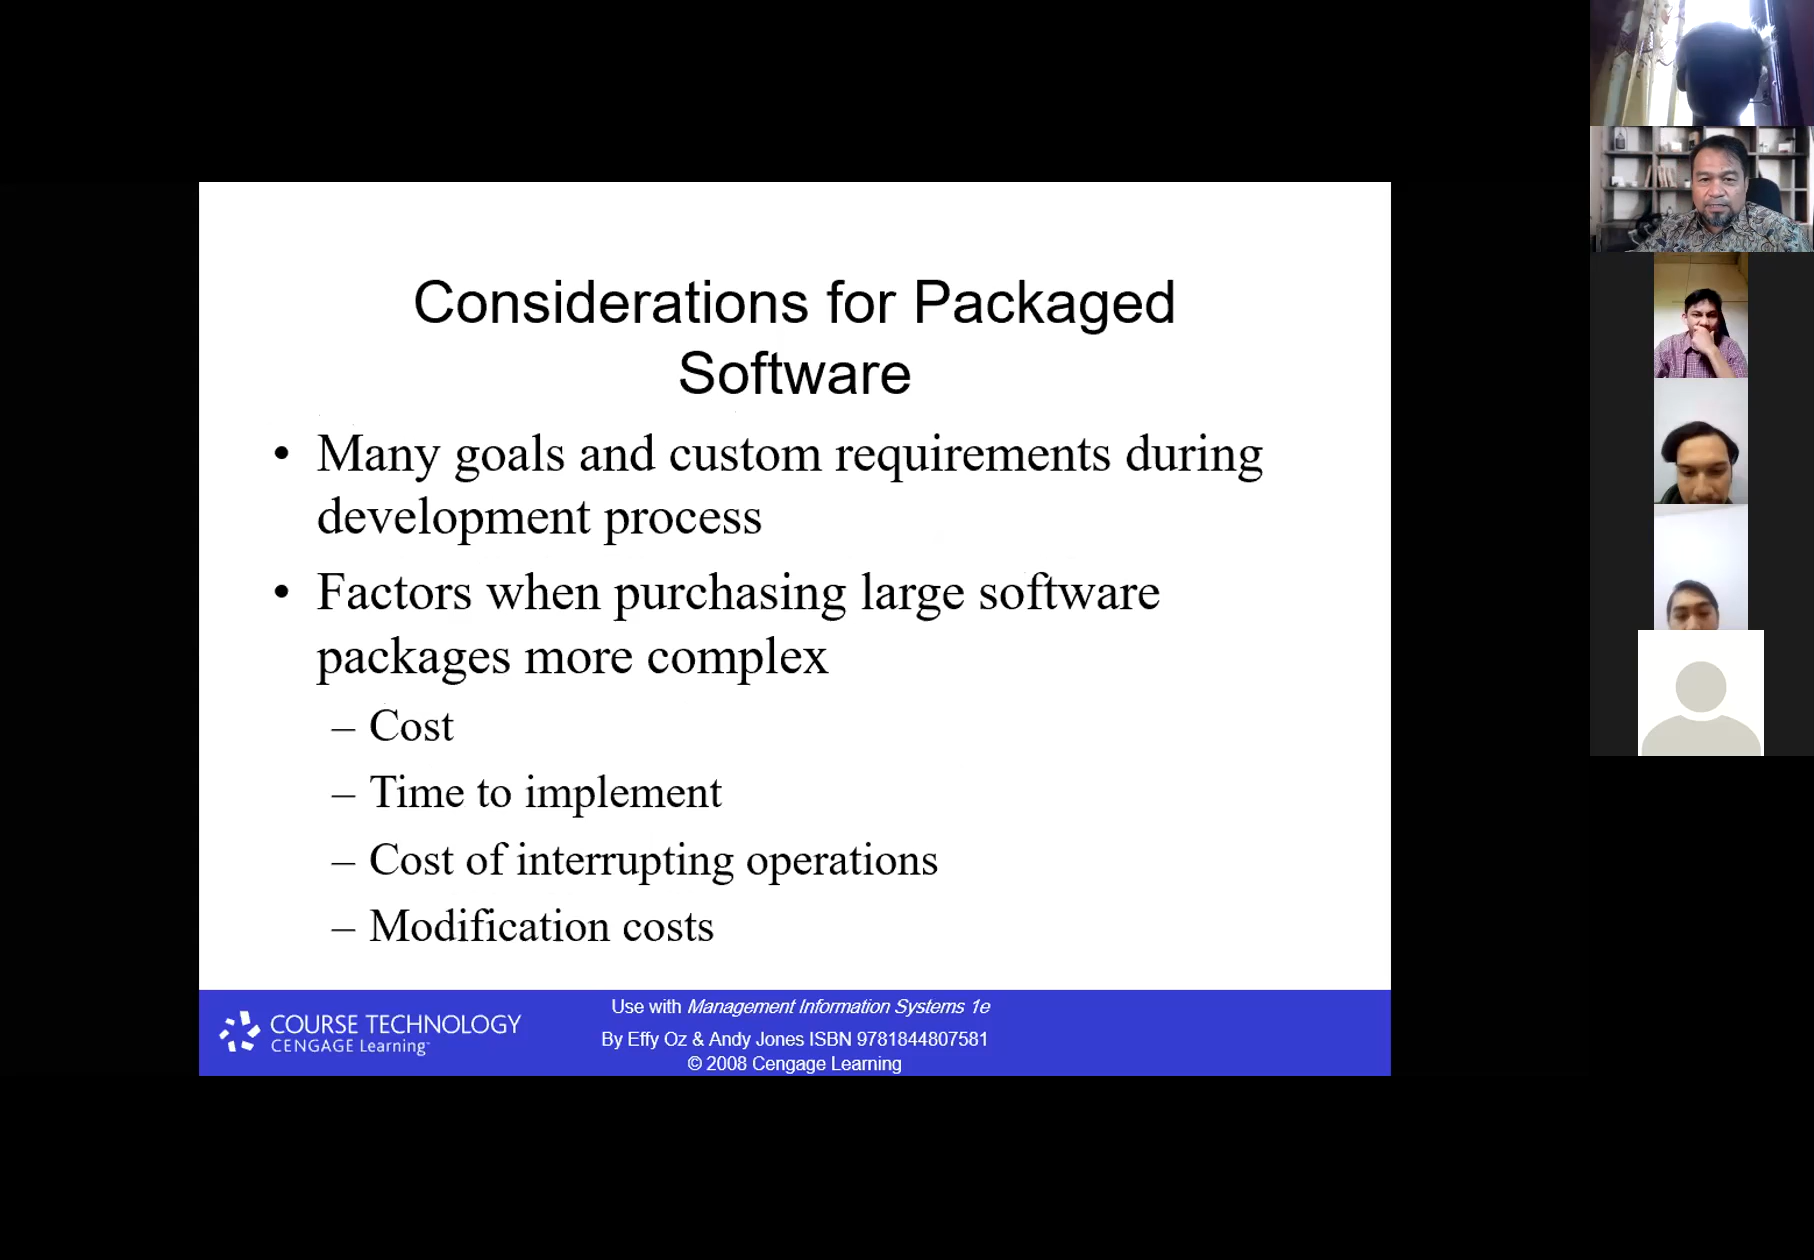 Considerations for Packaged
Software
• Many goals and custom requirements during
development process
• Factors when purchasing large software
packages more complex
– Cost
– Time to implement
– Cost of interrupting operations
– Modification costs
COURSE TECHNOLOGY
CENGAGE Learning™
Use with Management Information Systems 1e
By Effy Oz & Andy Jones ISBN 9781844807581
© 2008 Cengage Learning